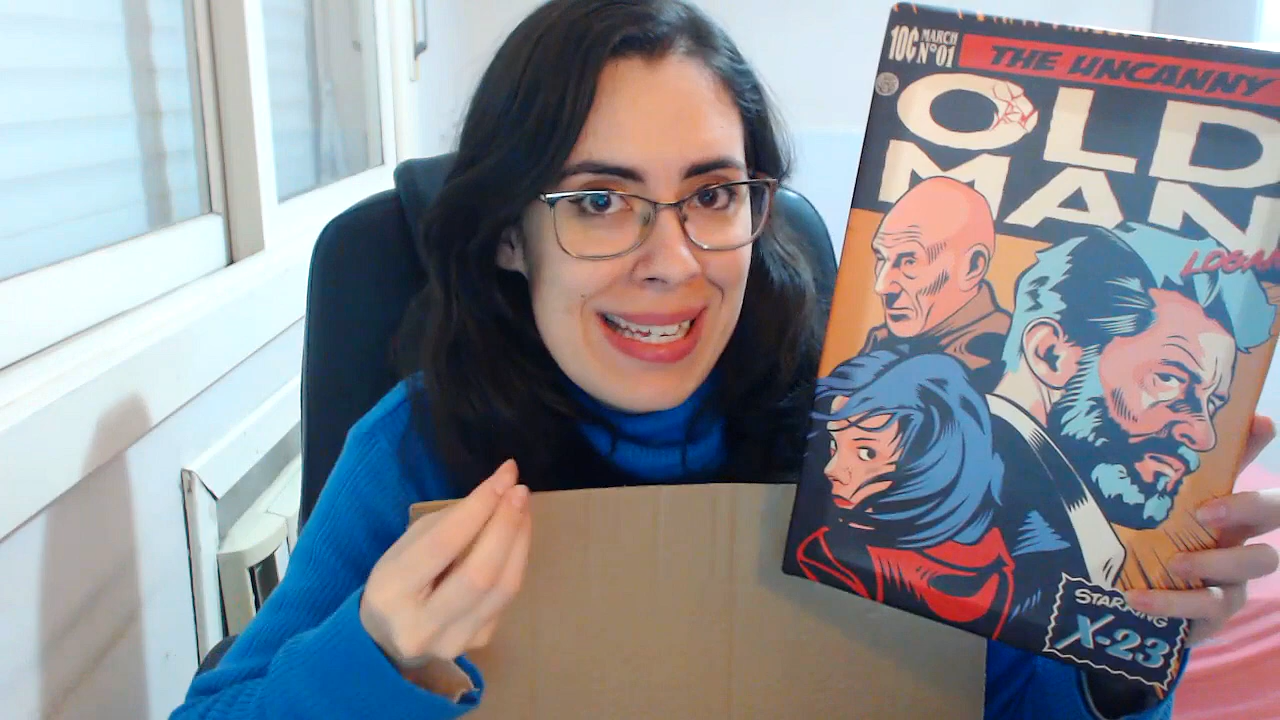 10¢ MARCH
Nº01
THE UNCANNY
OLD
MAN
LOGAN
STARRING
X-23